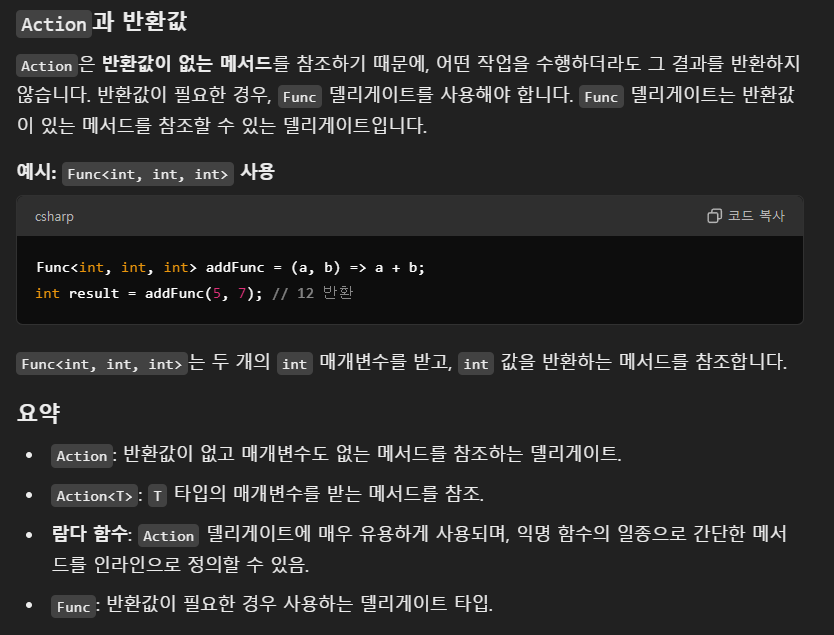 Action과 반환값
Action은 반환값이 없는 메서드를 참조하기 때문에, 어떤 작업을 수행하더라도 그 결과를 반환하지
않습니다. 반환값이 필요한 경우, Func 델리게이트를 사용해야 합니다. Func 델리게이트는 반환값
이 있는 메서드를 참조할 수 있는 델리게이트입니다.
예시: Func<int, int, int> 사용
csharp 코드 복사
Func<int, int, int> addFunc = (a, b) => a + b;
int result = addFunc(5, 7); // 12 반환
Func<int, int, int>는 두 개의 int 매개변수를 받고, int 값을 반환하는 메서드를 참조합니다.
요약
• Action: 반환값이 없고 매개변수도 없는 메서드를 참조하는 델리게이트.
• Action<T>: T 타입의 매개변수를 받는 메서드를 참조.
• 람다 함수: Action 델리게이트에 매우 유용하게 사용되며, 익명 함수의 일종으로 간단한 메서
드를 인라인으로 정의할 수 있음.
• Func: 반환값이 필요한 경우 사용하는 델리게이트 타입.